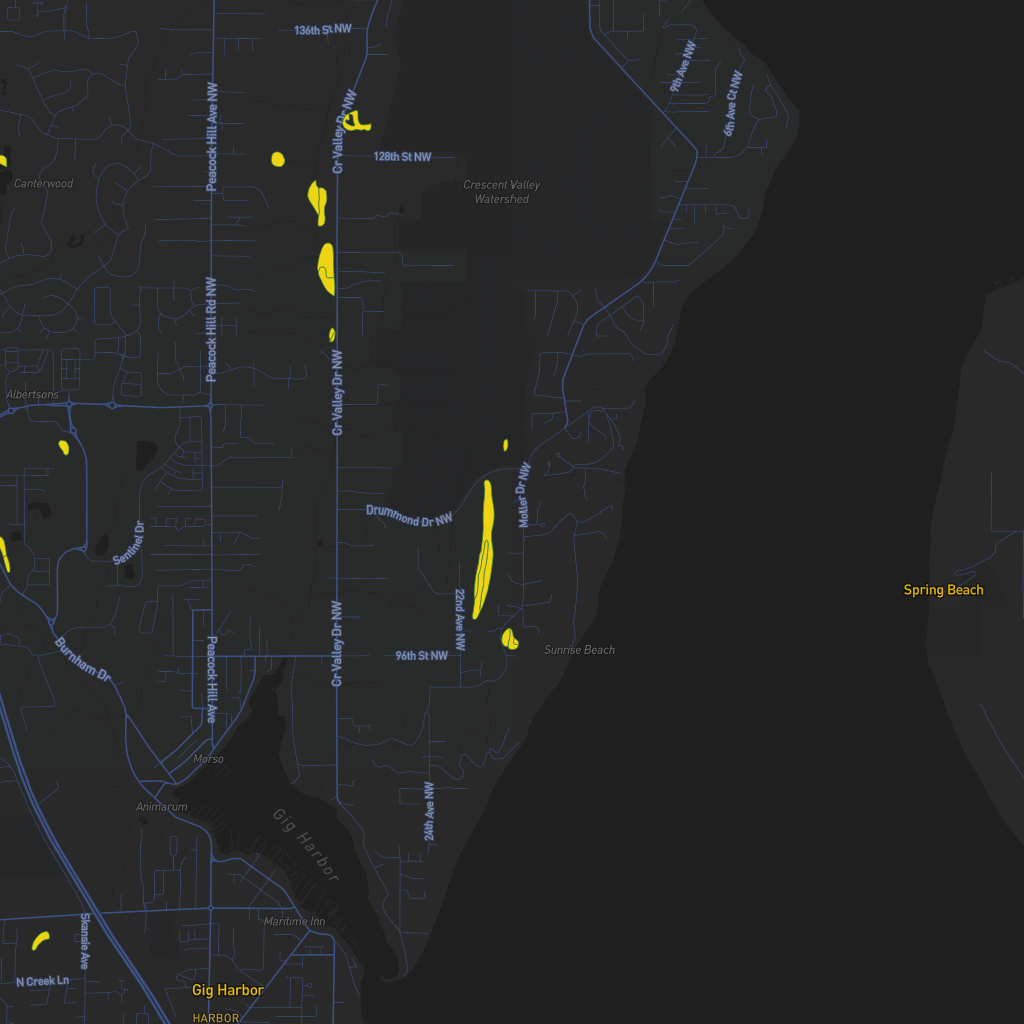 136th St NW
9th Ave NW
6th Ave Ct NW
Peacock Hill Ave NW
Cr Valley Dr NW
128th St NW
Canterwood
Crescent Valley
Watershed
Peacock Hill Rd NW
Cr Valley Dr NW
Albertsons
Moller Dr NW
Drummond Dr NW
Sentinel Dr
Spring Beach
22nd Ave NW
Cr Valley Dr NW
Sunrise Beach
96th St NW
Burnham Dr
Peacock Hill Ave
Morso
Animarum
24th Ave NW
Gig Harbor
Maritime Inn
Skansie Ave
N Creek Ln
Gig Harbor
HARBOR